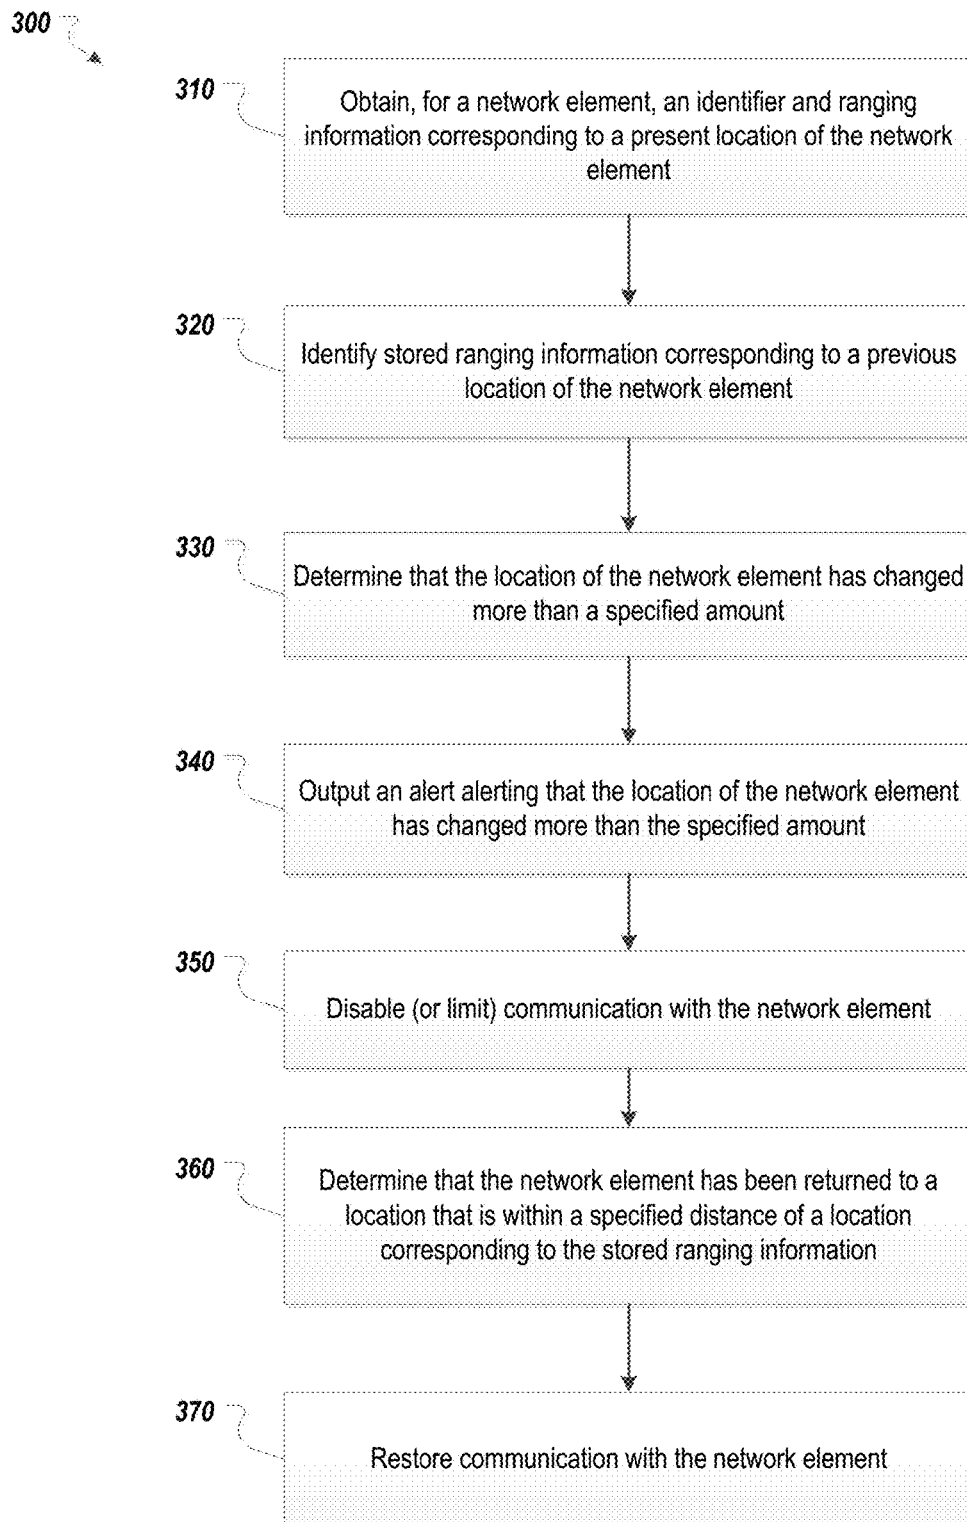 300
310
Obtain, for a network element, an identifier and ranging
information corresponding to a present location of the network
element
320
Identify stored ranging information corresponding to a previous
location of the network element
330
Determine that the location of the network element has changed
more than a specified amount
340
Output an alert alerting that the location of the network element
has changed more than the specified amount
350
Disable (or limit) communication with the network element
360
Determine that the network element has been returned to a
location that is within a specified distance of a location
corresponding to the stored ranging information
370
Restore communication with the network element